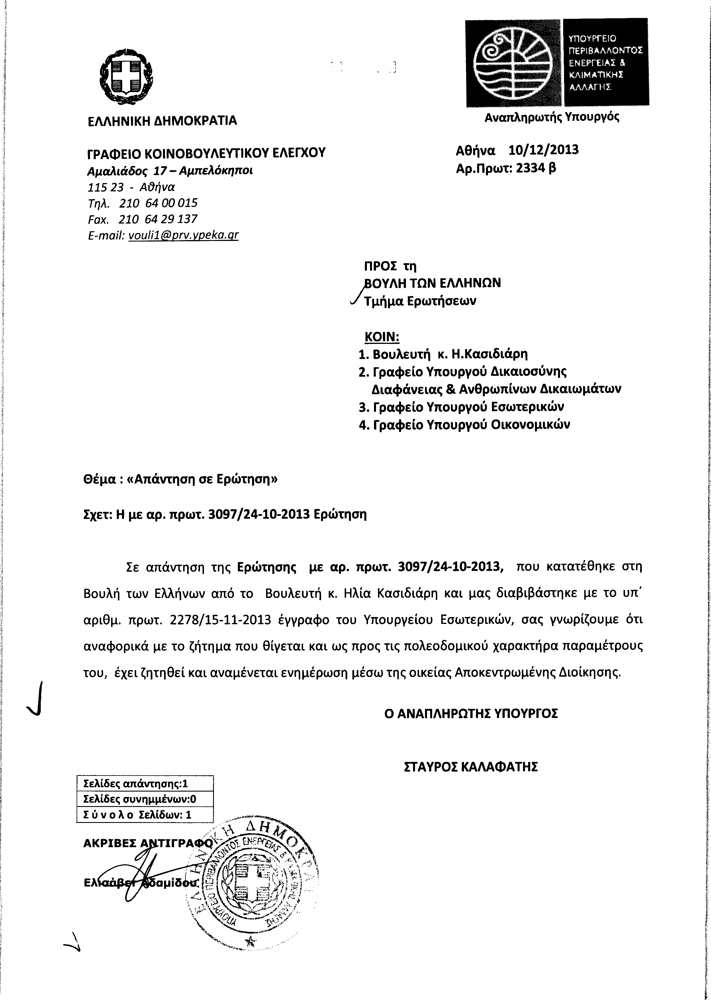 ΥΠΟΥΡΓΕΙΟ
ΠΕΡΙΒΑΛΛΟΝΤΟΣ
ΕΝΕΡΓΕΙΑΣ &
ΚΛΙΜΑΤΙΚΗΣ
ΑΛΛΑΓΗΣ
ΕΛΛΗΝΙΚΗ ΔΗΜΟΚΡΑΤΙΑ
Αναπληρωτής Υπουργός
ΓΡΑΦΕΙΟ ΚΟΙΝΟΒΟΥΛΕΥΤΙΚΟΥ ΕΛΕΓΧΟΥ
Αμαλιάδος 17 – Αμπελόκηποι
115 23 - Αθήνα
Τηλ. 210 64 00 015
Fax. 210 64 29 137
E-mail: vouli1@prv.ypeka.gr
Αθήνα 10/12/2013
Αρ.Πρωτ: 2334 β
ΠΡΟΣ τη
ΒΟΥΛΗ ΤΩΝ ΕΛΛΗΝΩΝ
Τμήμα Ερωτήσεων
ΚΟΙΝ:
1. Βουλευτή κ. Η.Κασιδιάρη
2. Γραφείο Υπουργού Δικαιοσύνης
Διαφάνειας & Ανθρωπίνων Δικαιωμάτων
3. Γραφείο Υπουργού Εσωτερικών
4. Γραφείο Υπουργού Οικονομικών
Θέμα : «Απάντηση σε Ερώτηση»
Σχετ: Η με αρ. πρωτ. 3097/24-10-2013 Ερώτηση
Σε απάντηση της Ερώτησης με αρ. πρωτ. 3097/24-10-2013, που κατατέθηκε στη
Βουλή των Ελλήνων από το Βουλευτή κ. Ηλία Κασιδιάρη και μας διαβιβάστηκε με το υπ΄
αριθμ. πρωτ. 2278/15-11-2013 έγγραφο του Υπουργείου Εσωτερικών, σας γνωρίζουμε ότι
αναφορικά με το ζήτημα που θίγεται και ως προς τις πολεοδομικού χαρακτήρα παραμέτρους
του, έχει ζητηθεί και αναμένεται ενημέρωση μέσω της οικείας Αποκεντρωμένης Διοίκησης.
Ο ΑΝΑΠΛΗΡΩΤΗΣ ΥΠΟΥΡΓΟΣ
ΣΤΑΥΡΟΣ ΚΑΛΑΦΑΤΗΣ
Σελίδες απάντησης:1
Σελίδες συνημμένων:0
Σ ύ ν ο λ ο Σελίδων: 1
ΑΚΡΙΒΕΣ ΑΝΤΙΓΡΑΦΟ
Ελισάβετ Αδαμίδου
ΕΛΛΗΝΙΚΗ ΔΗΜΟΚΡΑΤΙΑ
ΥΠΟΥΡΓΕΙΟ ΠΕΡΙΒΑΛΛΟΝΤΟΣ ΕΝΕΡΓΕΙΑΣ & ΚΛΙΜΑΤΙΚΗΣ ΑΛΛΑΓΗΣ